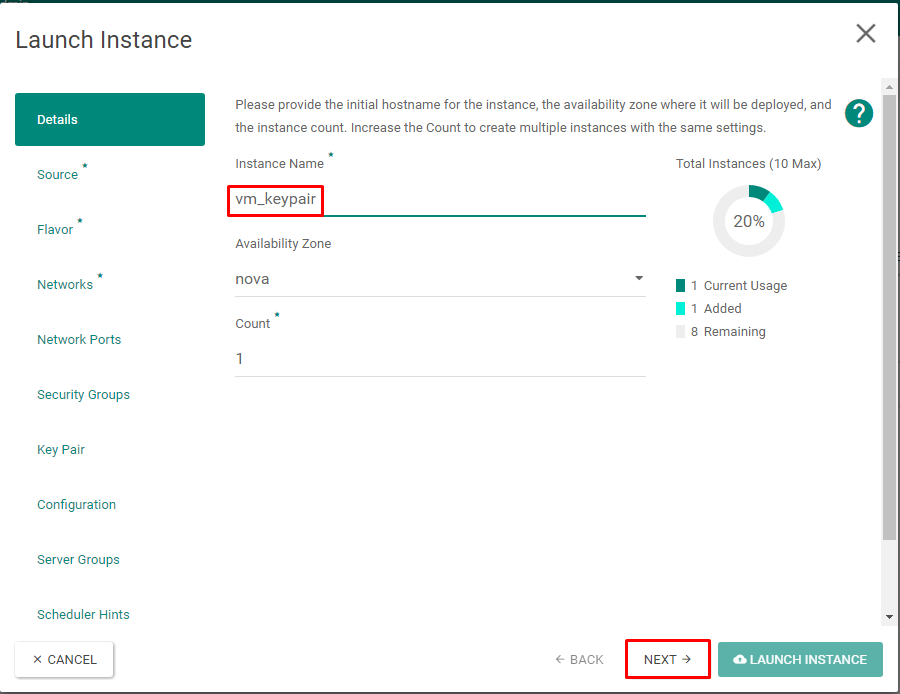 Launch Instance
Details
Source *
Flavor *
Networks *
Network Ports
Security Groups
Key Pair
Configuration
Server Groups
Scheduler Hints
Please provide the initial hostname for the instance, the availability zone where it will be deployed, and
the instance count. Increase the Count to create multiple instances with the same settings.
?
Instance Name *
vm_keypair
Availability Zone
nova
Count *
1
Total Instances (10 Max)
20%
1 Current Usage
1 Added
8 Remaining
× CANCEL
← BACK
NEXT →
LAUNCH INSTANCE